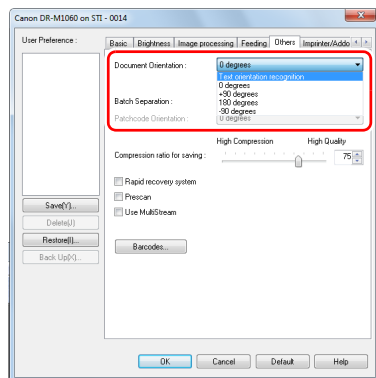 Canon DR-M1060 on STI - 0014
User Preference :
Basic Brightness Image processing Feeding Others Imprinter/Addo
Document Orientation : 0 degrees
Text orientation recognition
0 degrees
+90 degrees
Batch Separation : 180 degrees
-90 degrees
Patchcode Orientation : 0 degrees
High Compression High Quality
Compression ratio for saving : 75
Rapid recovery system
Prescan
Use MultiStream
Barcodes...
Save(Y)...
Delete(J)
Restore(I)...
Back Up(X)...
OK Cancel Default Help